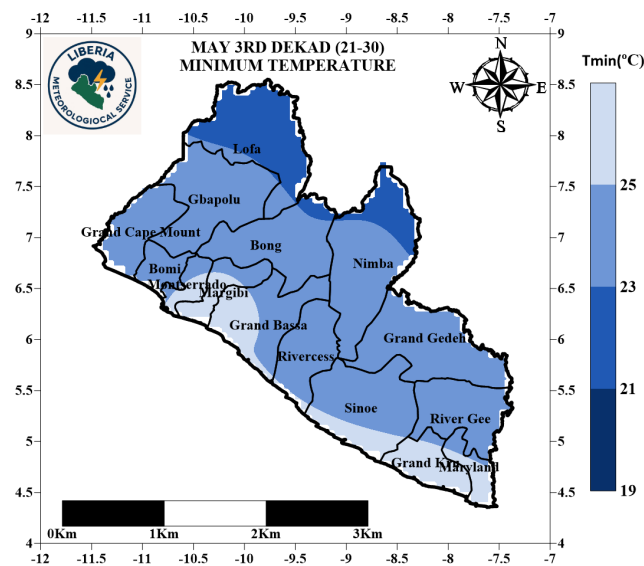 MAY 3RD DEKAD (21-30)
MINIMUM TEMPERATURE
LIBERIA
METEOROLOGIOCAL SERVICE
N
W
E
S
Tmin(°C)
25
23
21
19
-12
-11.5
-11
-10.5
-10
-9.5
-9
-8.5
-8
-7.5
-7
9
8.5
8
7.5
7
6.5
6
5.5
5
4.5
4
Lofa
Gbapolu
Grand Cape Mount
Bong
Nimba
Bomi
Montserrado
Margibi
Grand Bassa
Grand Gedeh
Rivercess
Sinoe
River Gee
Grand Kru
Maryland
0Km
1Km
2Km
3Km
-12
-11.5
-11
-10.5
-10
-9.5
-9
-8.5
-8
-7.5
-7